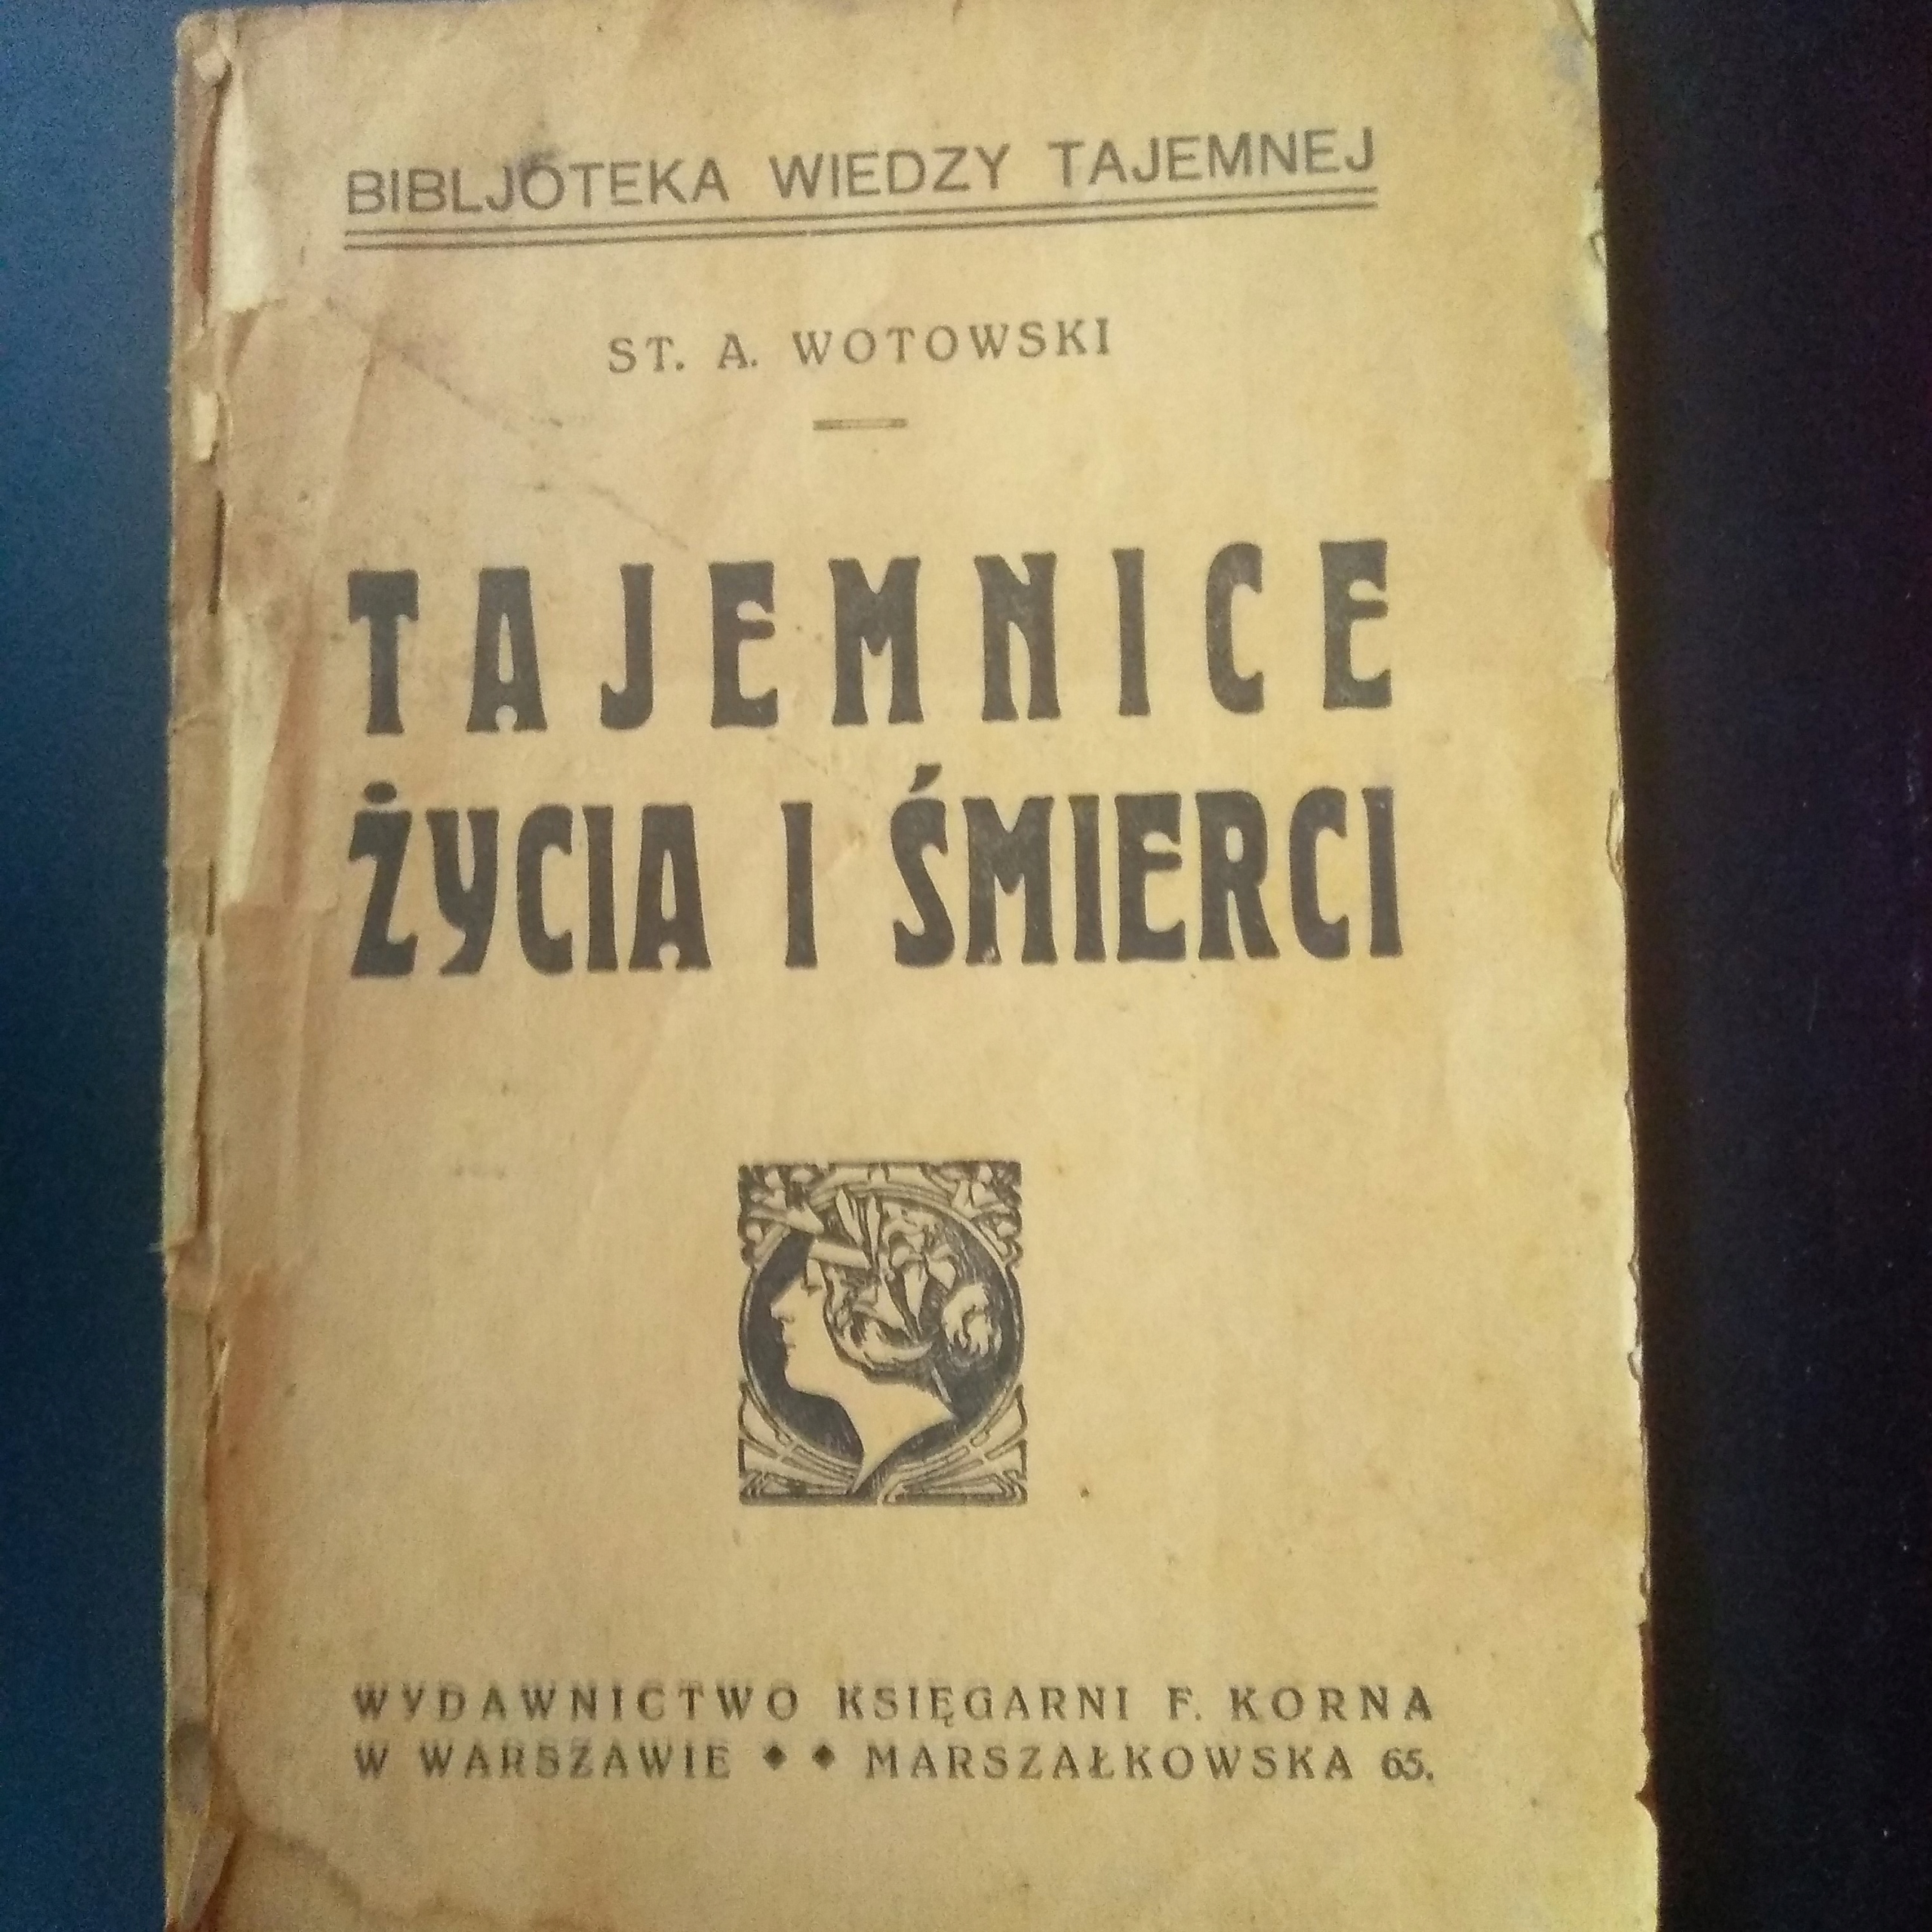 BIBLJOTEKA WIEDZY TAJEMNEJ
ST. A. WOTOWSKI
TAJEMNICE
ŻYCIA I ŚMIERCI
WYDAWNICTWO KSIĘGARNI F. KORNA
W WARSZAWIE ◆ ◆ MARSZAŁKOWSKA 65.